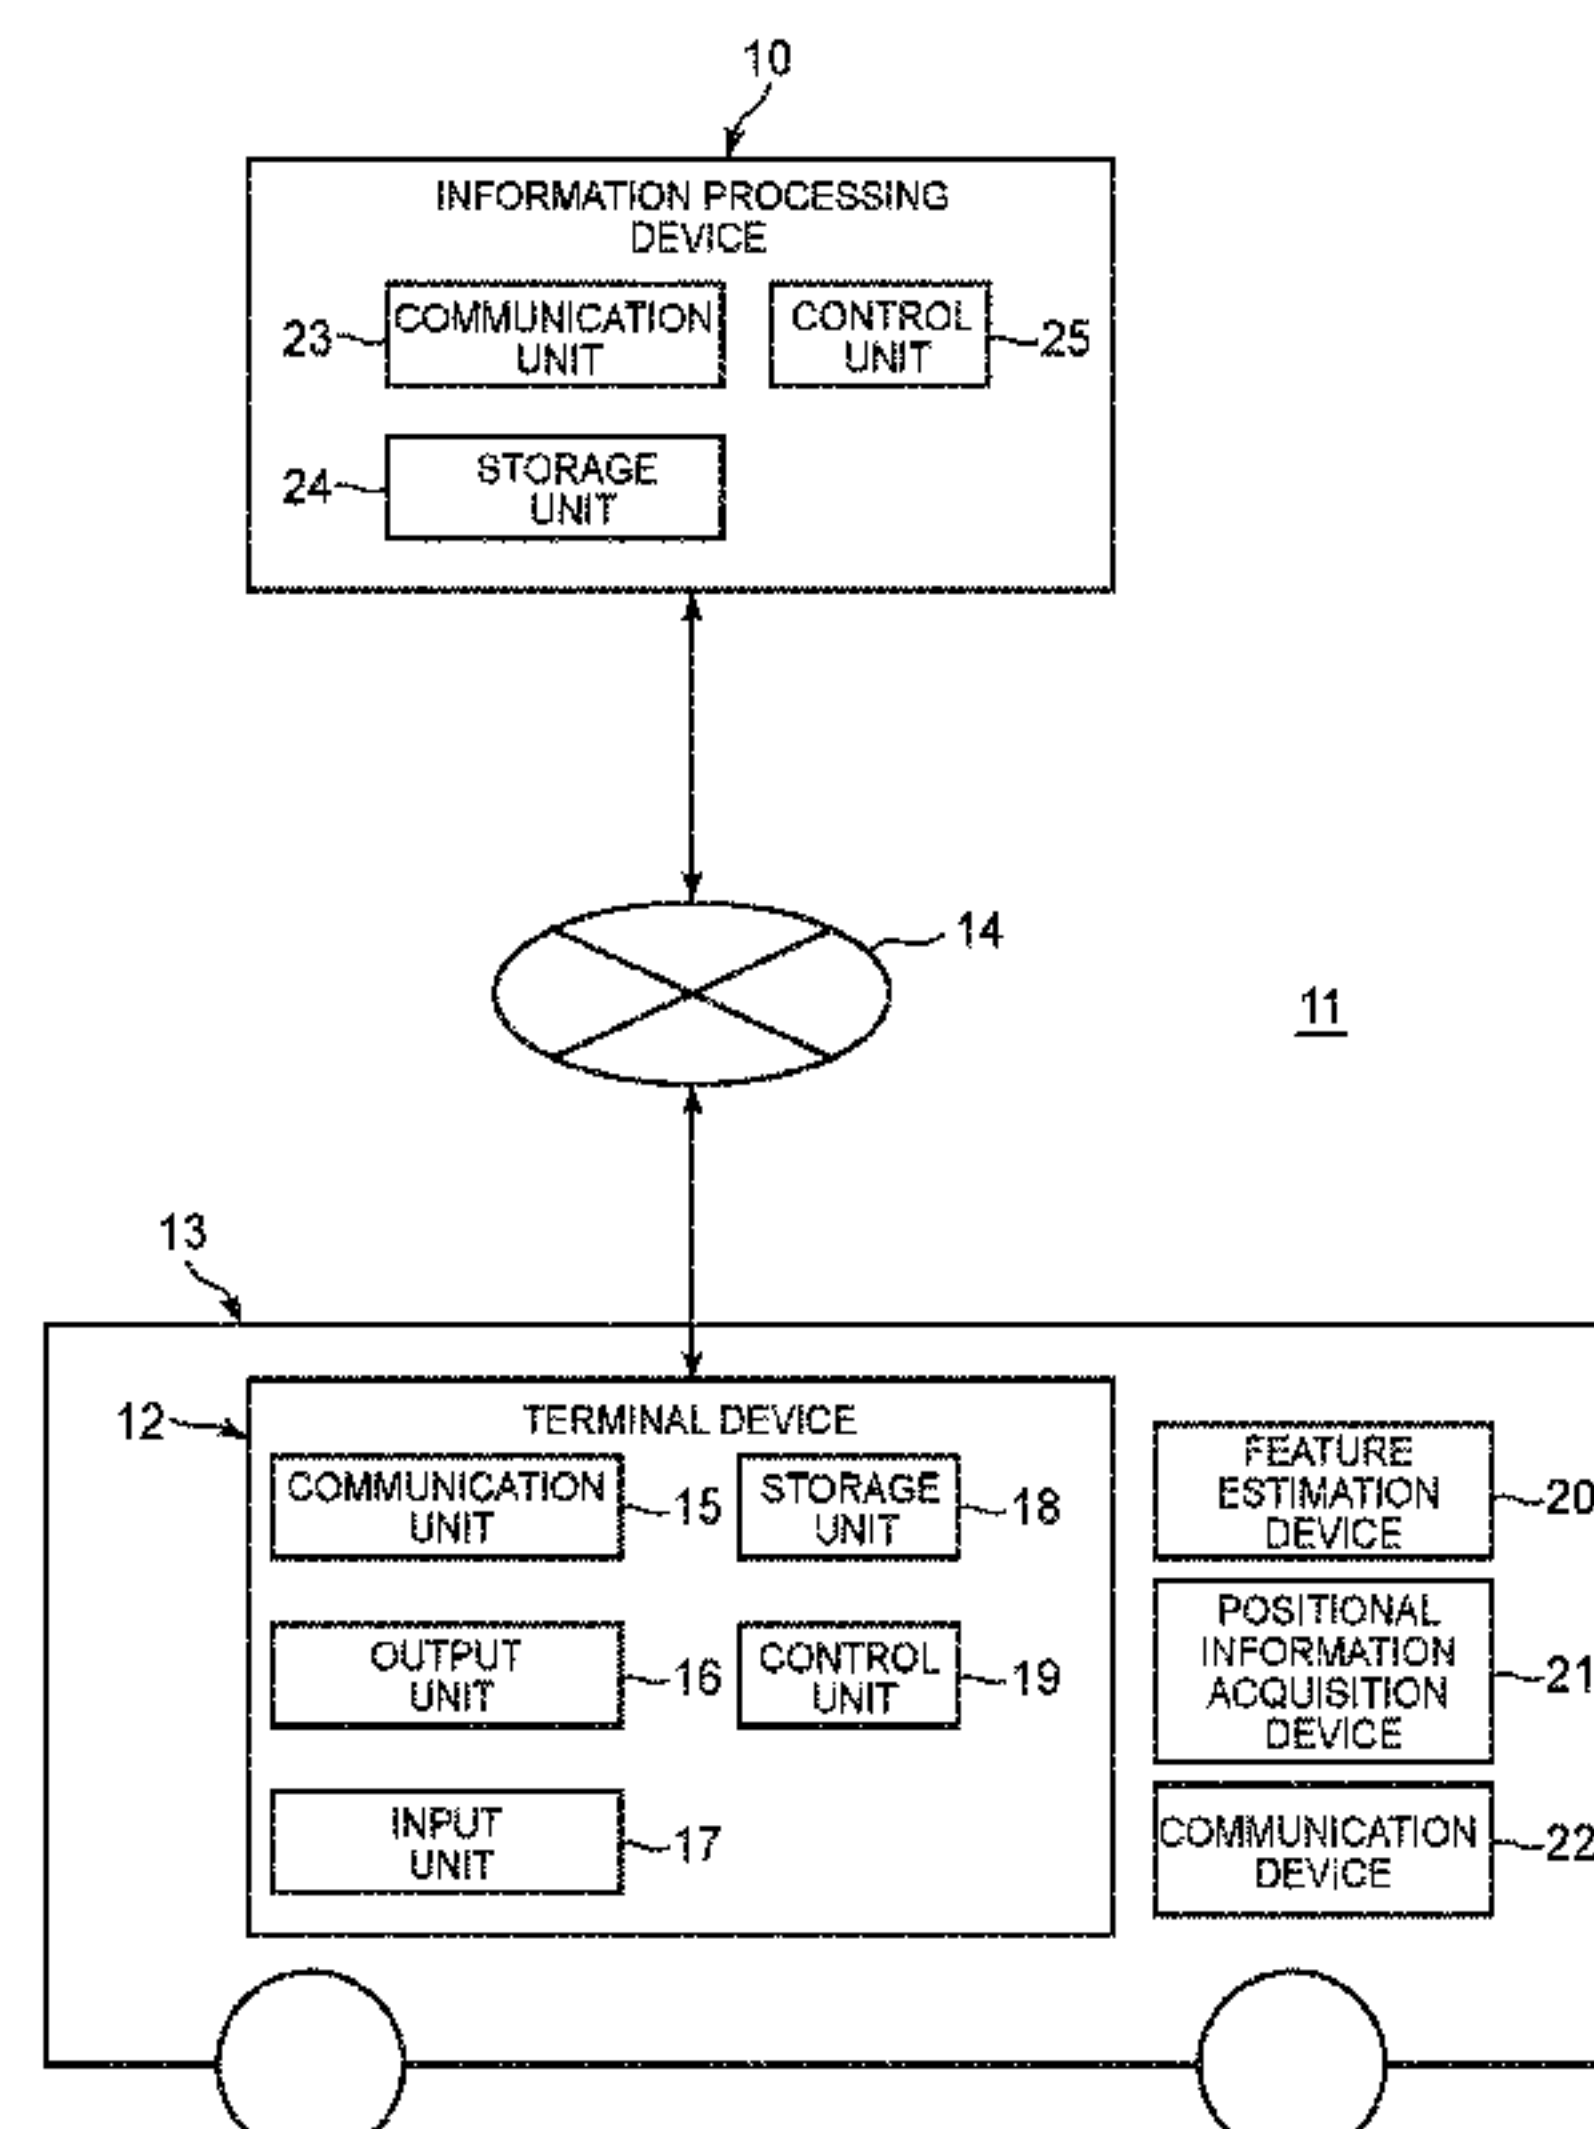 10
INFORMATION PROCESSING
DEVICE
23
COMMUNICATION
UNIT
CONTROL
UNIT
25
24
STORAGE
UNIT
14
11
13
12
TERMINAL DEVICE
COMMUNICATION
UNIT
15
STORAGE
UNIT
18
OUTPUT
UNIT
16
CONTROL
UNIT
19
INPUT
UNIT
17
FEATURE
ESTIMATION
DEVICE
20
POSITIONAL
INFORMATION
ACQUISITION
DEVICE
21
COMMUNICATION
DEVICE
22